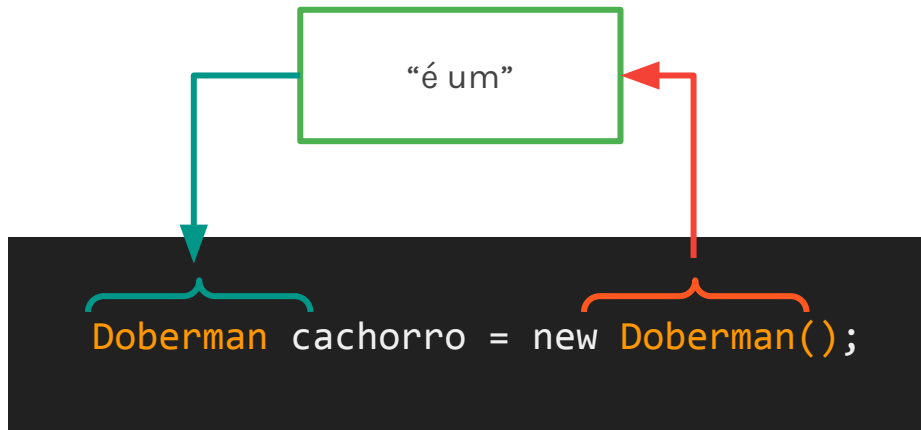 “é um”
Doberman cachorro = new Doberman();